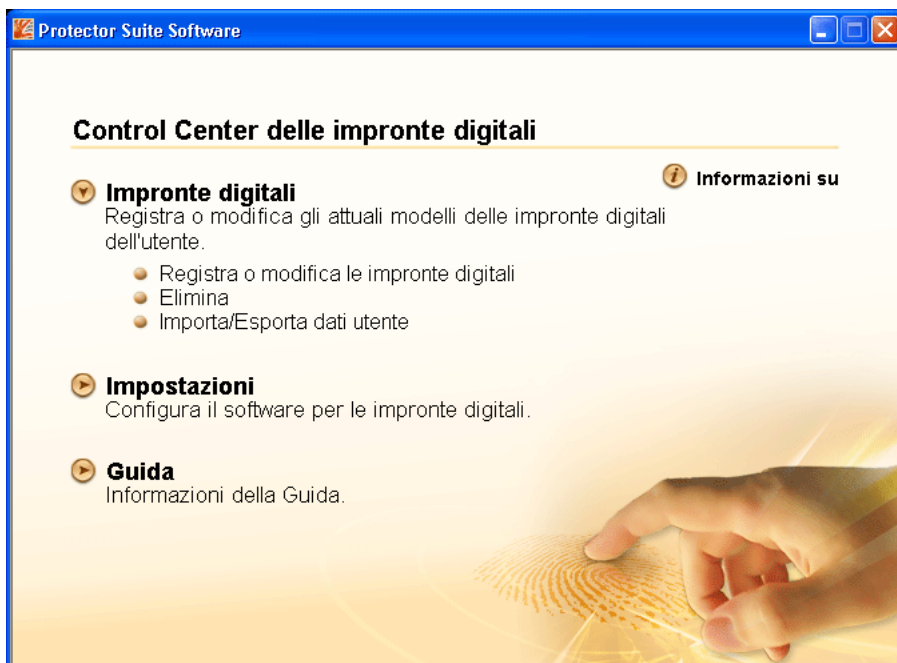 Protector Suite Software
Control Center delle impronte digitali
Informazioni su
Impronte digitali
Registra o modifica gli attuali modelli delle impronte digitali
dell'utente.
Registra o modifica le impronte digitali
Elimina
Importa/Esporta dati utente
Impostazioni
Configura il software per le impronte digitali.
Guida
Informazioni della Guida.